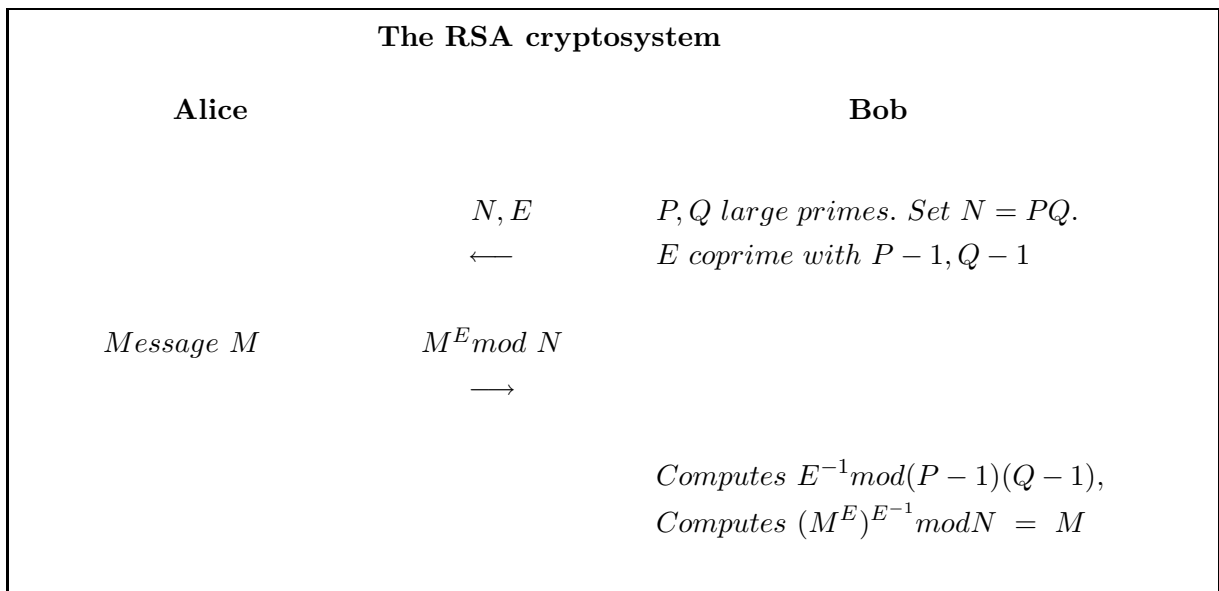 The RSA cryptosystem
Alice Bob
N, E P, Q large primes. Set N = PQ.
← E coprime with P − 1, Q − 1
Message M M^E mod N
→
Computes E^{-1} mod(P − 1)(Q − 1),
Computes (M^E)^{E^{-1}} modN = M